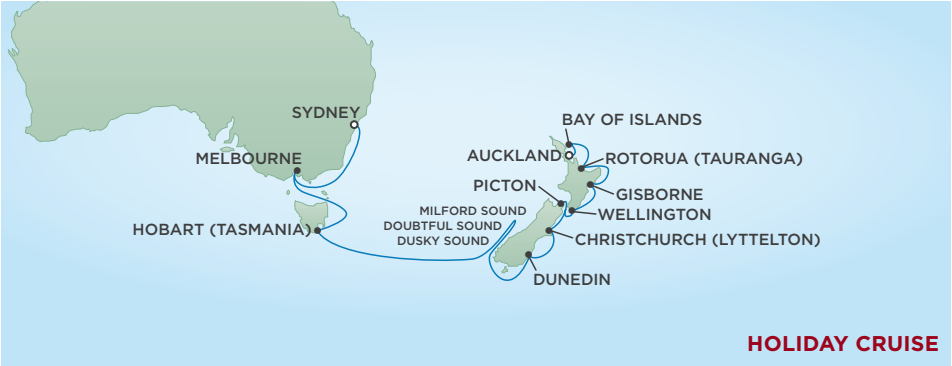 SYDNEY
BAY OF ISLANDS
MELBOURNE
AUCKLAND
ROTORUA (TAURANGA)
PICTON
GISBORNE
MILFORD SOUND
WELLINGTON
HOBART (TASMANIA)
DOUBTFUL SOUND
DUSKY SOUND
CHRISTCHURCH (LYTTELTON)
DUNEDIN
HOLIDAY CRUISE